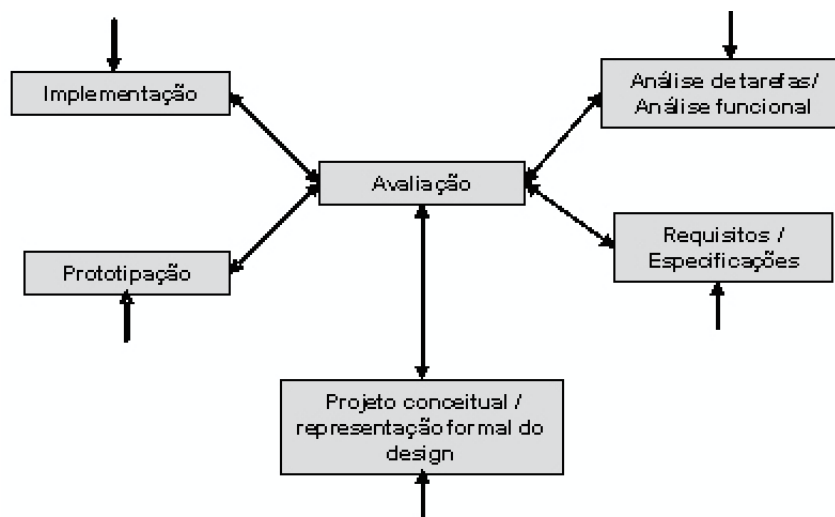 Implementação
Análise de tarefas/
Análise funcional
Avaliação
Requisitos /
Especificações
Prototipação
Projeto conceitual /
representação formal do
design